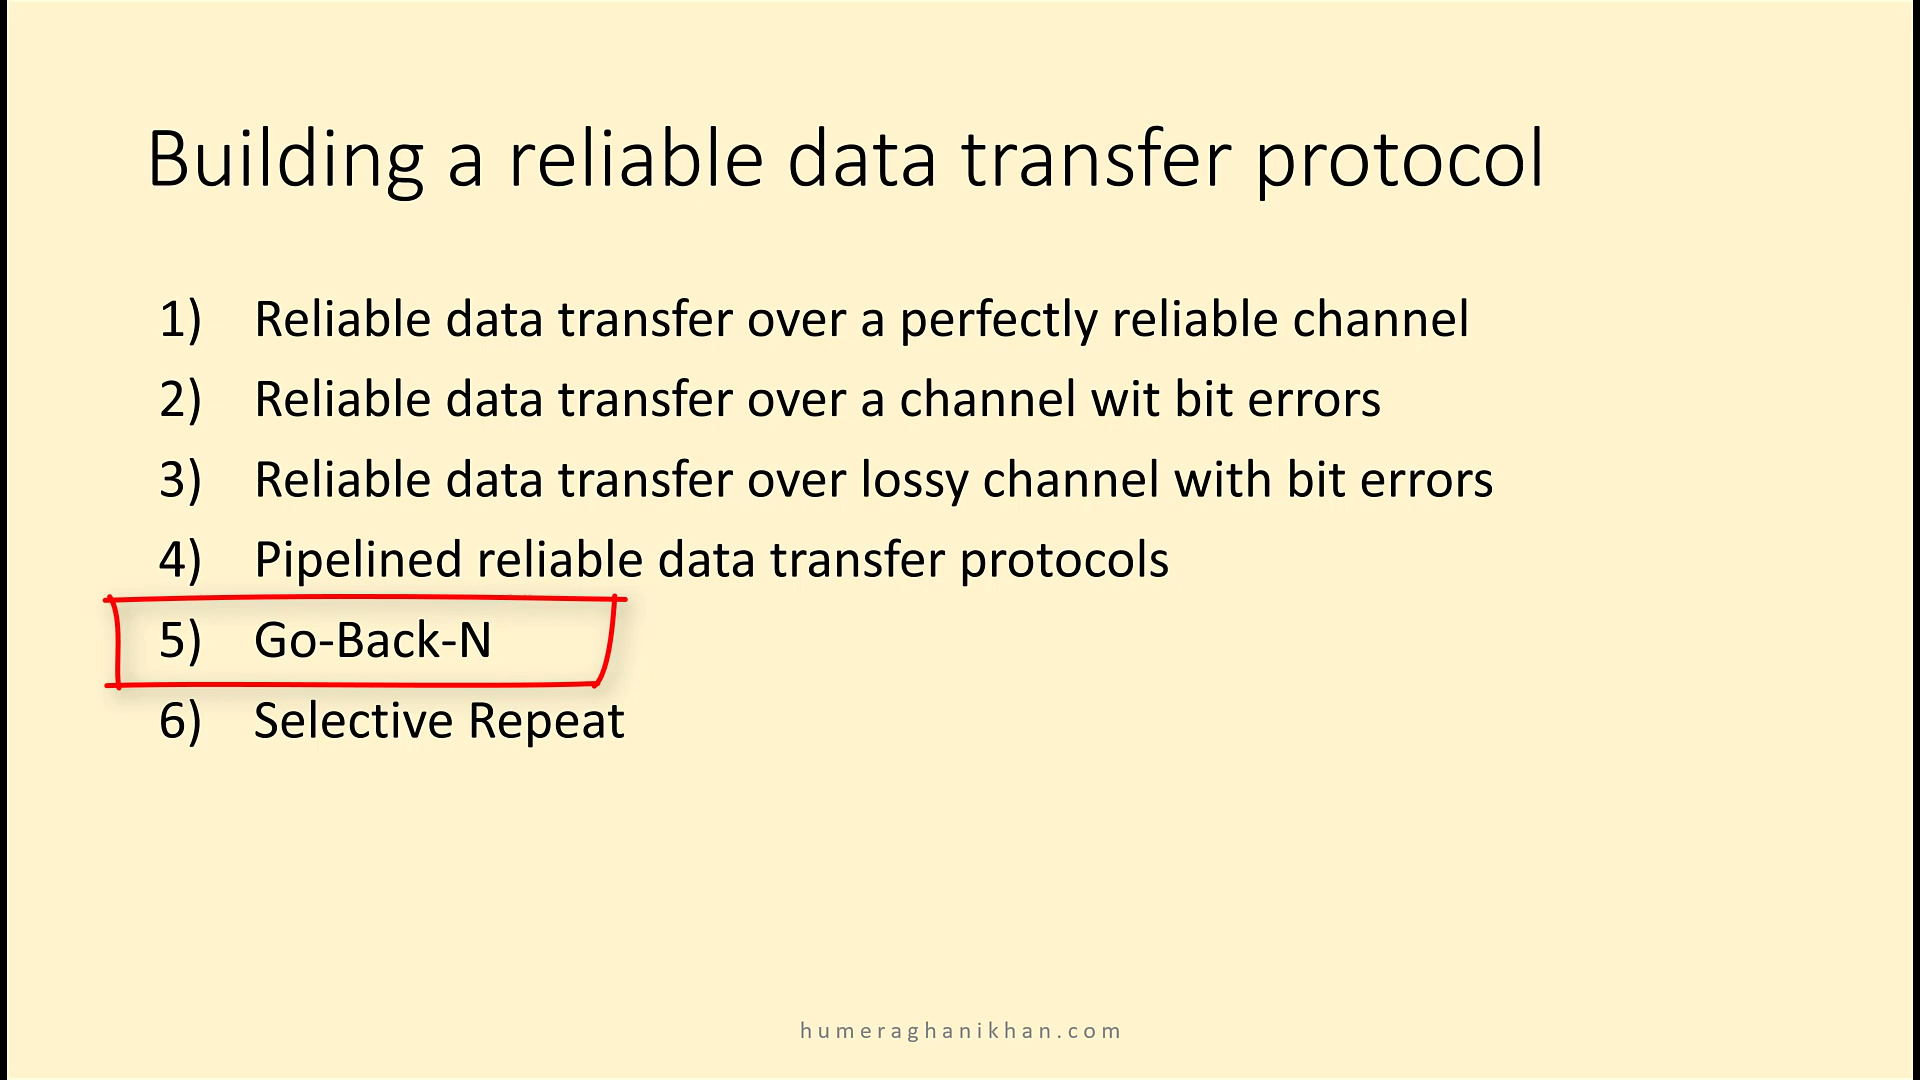 Building a reliable data transfer protocol
1) Reliable data transfer over a perfectly reliable channel
2) Reliable data transfer over a channel wit bit errors
3) Reliable data transfer over lossy channel with bit errors
4) Pipelined reliable data transfer protocols
5) Go-Back-N
6) Selective Repeat
humeraghanikhan.com